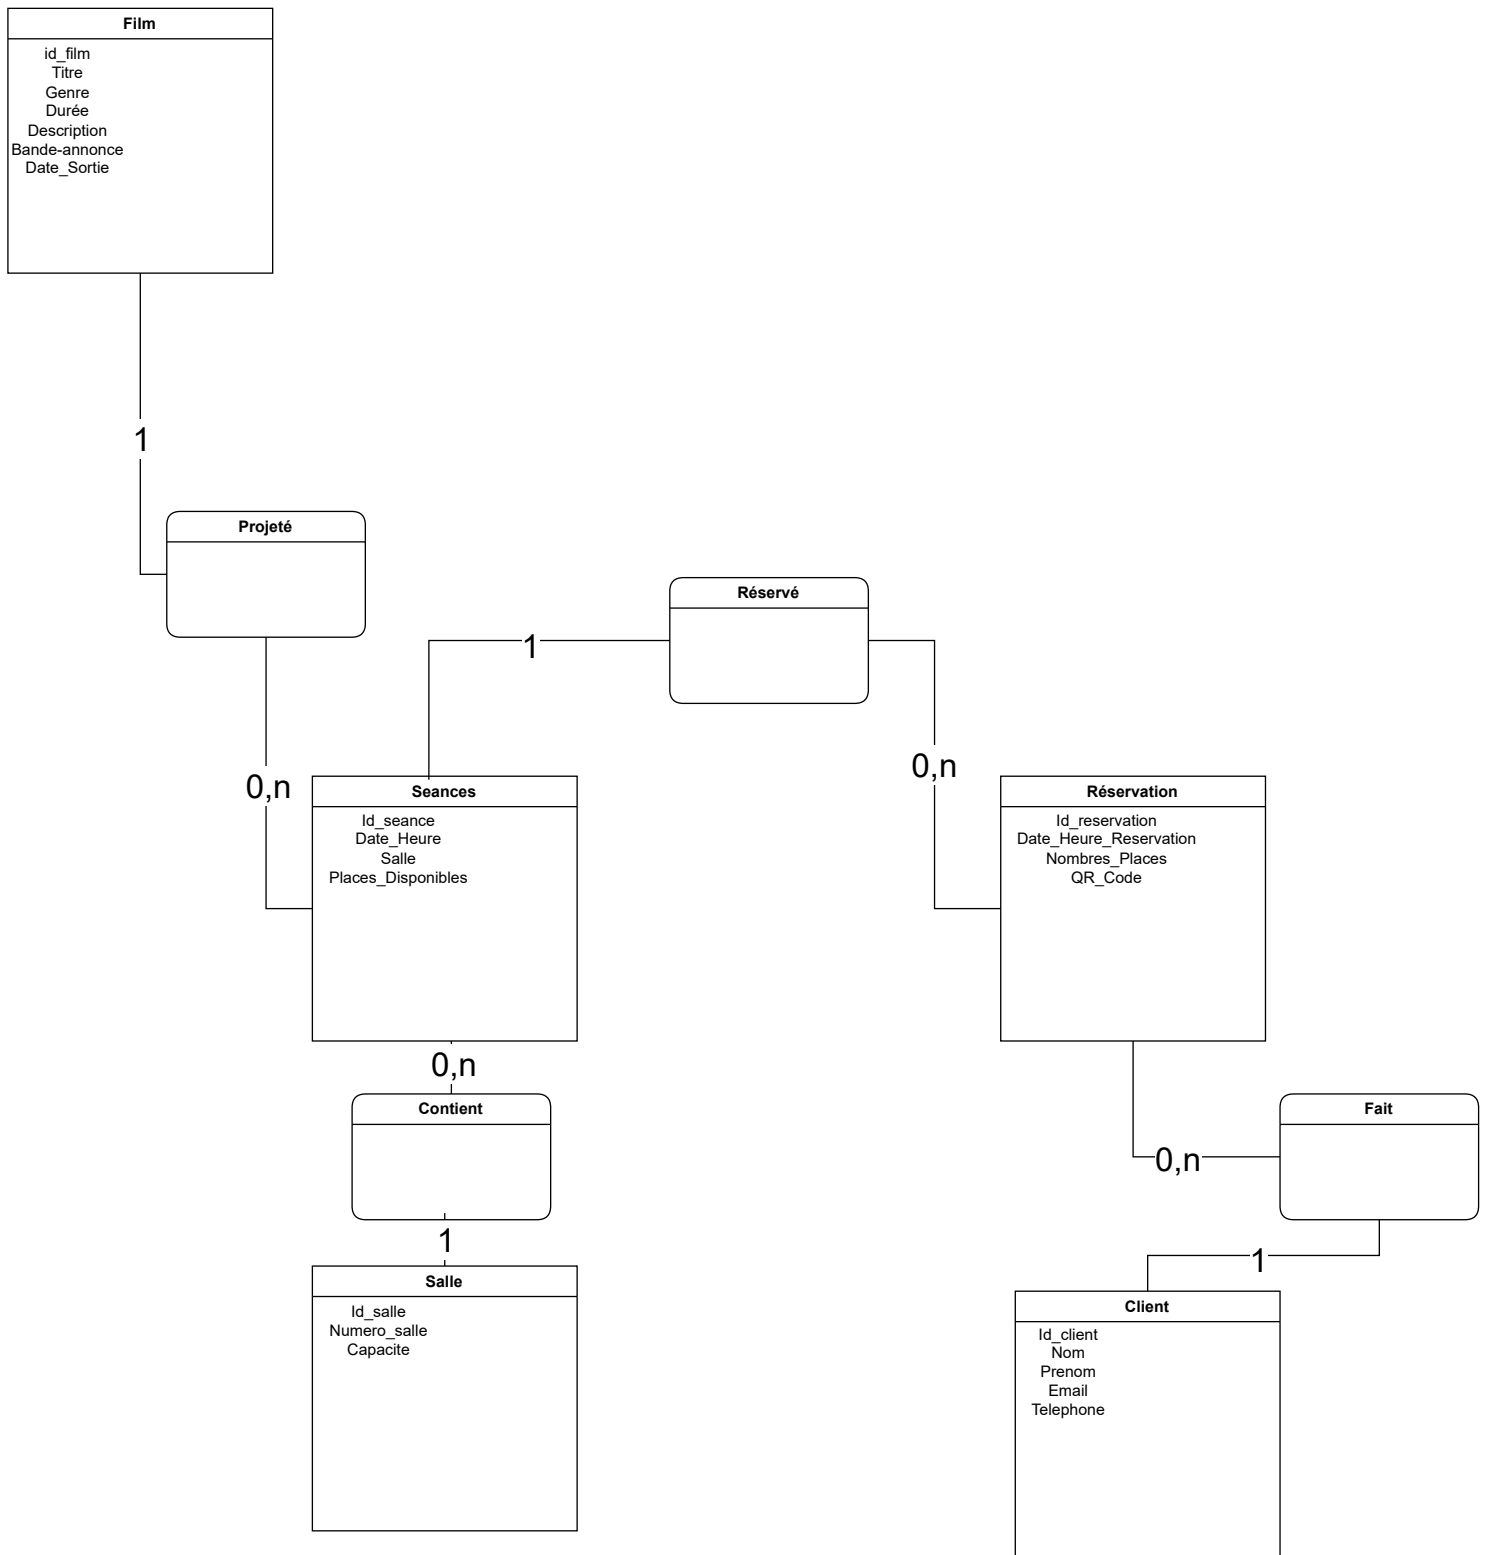 Film
id_film
Titre
Genre
Durée
Description
Bande-annonce
Date_Sortie
1
Projeté
Réservé
1
0,n
0,n
Seances
Id_seance
Date_Heure
Salle
Places_Disponibles
Réservation
Id_reservation
Date_Heure_Reservation
Nombres_Places
QR_Code
0,n
Contient
Fait
0,n
1
1
Salle
Id_salle
Numero_salle
Capacite
Client
Id_client
Nom
Prenom
Email
Telephone